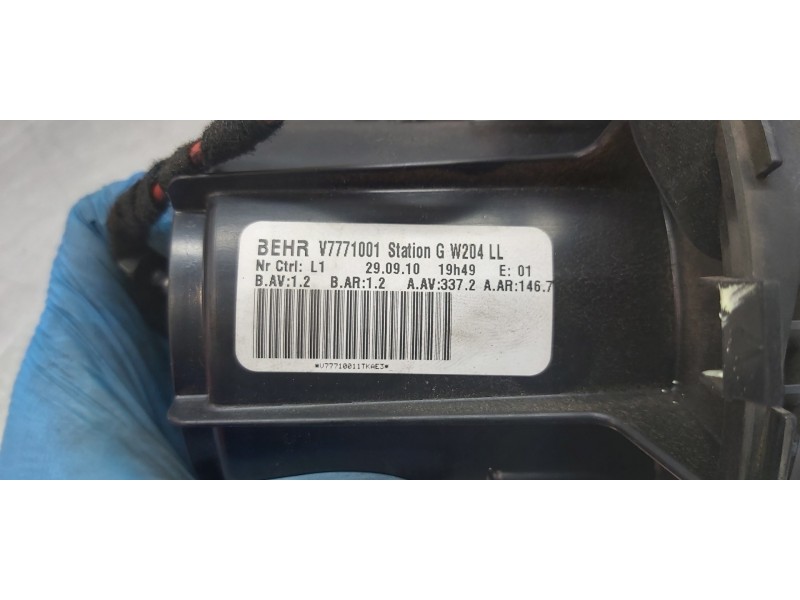 BEHR V7771001 Station G W204 LL
Nr Ctrl: L1 29.09.10 19h49 E: 01
B.AV:1.2 B.AR:1.2 A.AV:337.2 A.AR:146.7
*V77710011TKAE3*